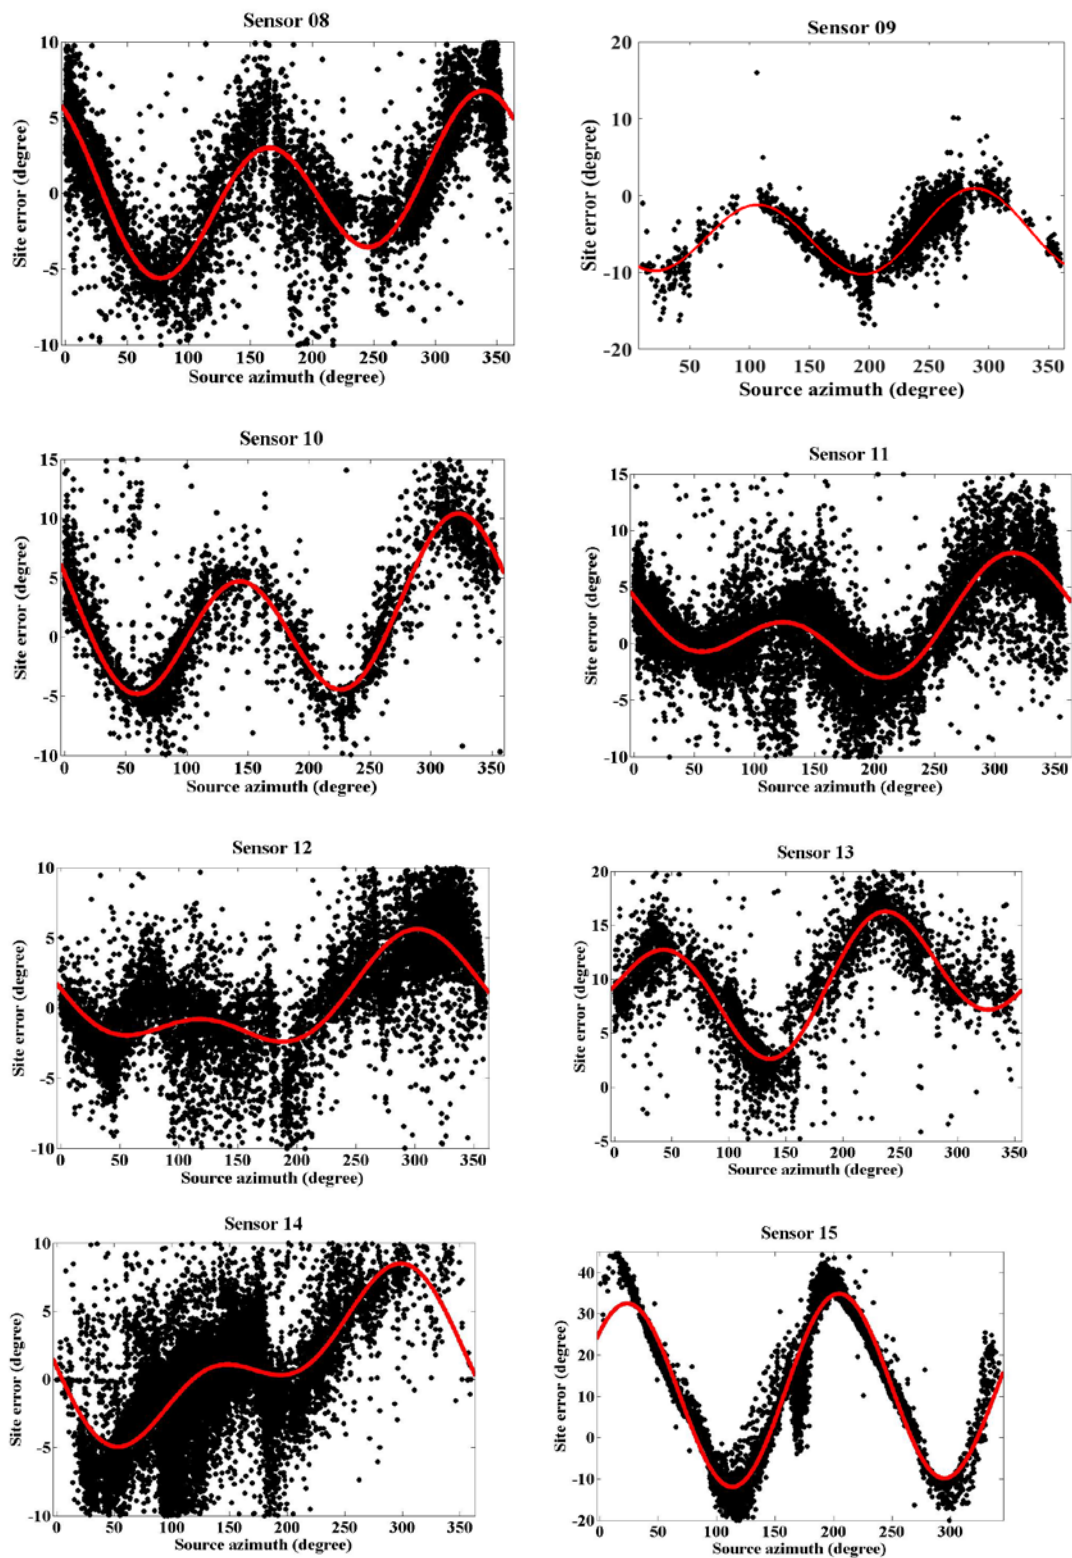 Sensor 08
10
5
0
-5
-10
Site error (degree)
0 50 100 150 200 250 300 350
Source azimuth (degree)
Sensor 09
20
10
0
-10
-20
Site error (degree)
50 100 150 200 250 300 350
Source azimuth (degree)
Sensor 10
15
10
5
0
-5
-10
Site error (degree)
0 50 100 150 200 250 300 350
Source azimuth (degree)
Sensor 11
15
10
5
0
-5
-10
Site error (degree)
0 50 100 150 200 250 300 350
Source azimuth (degree)
Sensor 12
10
5
0
-5
-10
Site error (degree)
0 50 100 150 200 250 300 350
Source azimuth (degree)
Sensor 13
20
15
10
5
0
-5
Site error (degree)
0 50 100 150 200 250 300 350
Source azimuth (degree)
Sensor 14
10
5
0
-5
-10
Site error (degree)
0 50 100 150 200 250 300 350
Source azimuth (degree)
Sensor 15
40
30
20
10
0
-10
-20
Site error (degree)
0 50 100 150 200 250 300
Source azimuth (degree)